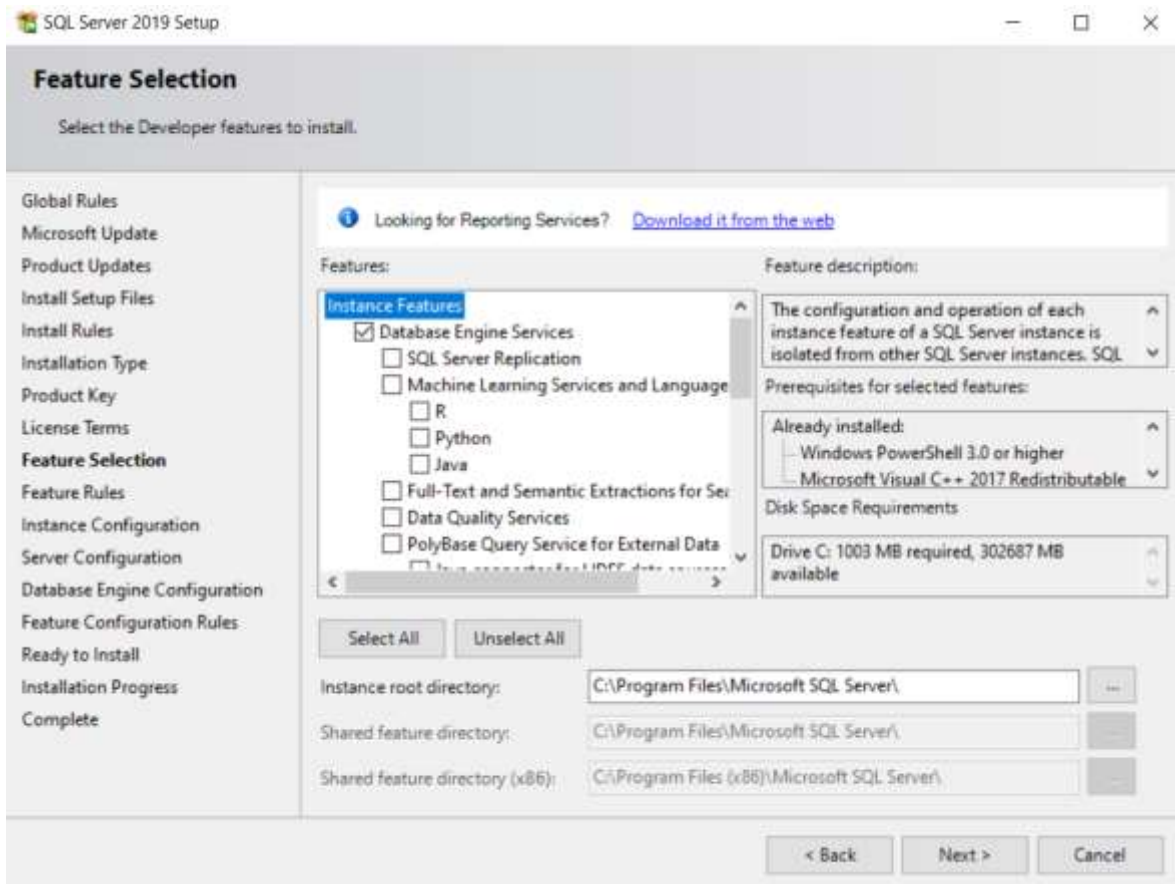 SQL Server 2019 Setup
Feature Selection
Select the Developer features to install.
Global Rules
Microsoft Update
Product Updates
Install Setup Files
Install Rules
Installation Type
Product Key
License Terms
Feature Selection
Feature Rules
Instance Configuration
Server Configuration
Database Engine Configuration
Feature Configuration Rules
Ready to Install
Installation Progress
Complete
Looking for Reporting Services? Download it from the web
Features:
Instance Features
Database Engine Services
SQL Server Replication
Machine Learning Services and Language
R
Python
Java
Full-Text and Semantic Extractions for Sea
Data Quality Services
PolyBase Query Service for External Data
Feature description:
The configuration and operation of each
instance feature of a SQL Server instance is
isolated from other SQL Server instances. SQL
Prerequisites for selected features:
Already installed:
Windows PowerShell 3.0 or higher
Microsoft Visual C++ 2017 Redistributable
Disk Space Requirements
Drive C: 1003 MB required, 302687 MB
available
Select All Unselect All
Instance root directory: C:\Program Files\Microsoft SQL Server\ ...
Shared feature directory: C:\Program Files\Microsoft SQL Server\ ...
Shared feature directory (x86): C:\Program Files (x86)\Microsoft SQL Server\ ...
< Back Next > Cancel